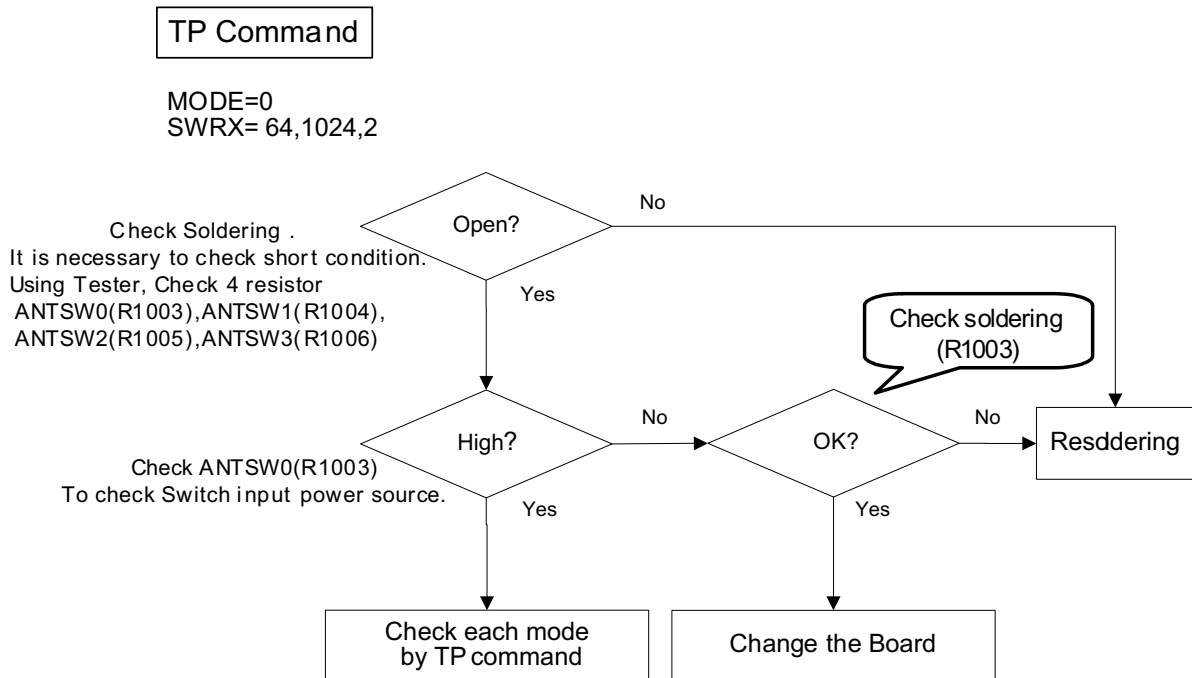 TP Command
MODE=0
SWRX= 64,1024,2
Open?
No
Yes
Check Soldering .
It is necessary to check short condition.
Using Tester, Check 4 resistor
ANTSW0(R1003),ANTSW1(R1004),
ANTSW2(R1005),ANTSW3(R1006)
Check soldering
(R1003)
High?
No
Yes
OK?
No
Yes
Resddering
Check ANTSW0(R1003)
To check Switch input power source.
Check each mode
by TP command
Change the Board